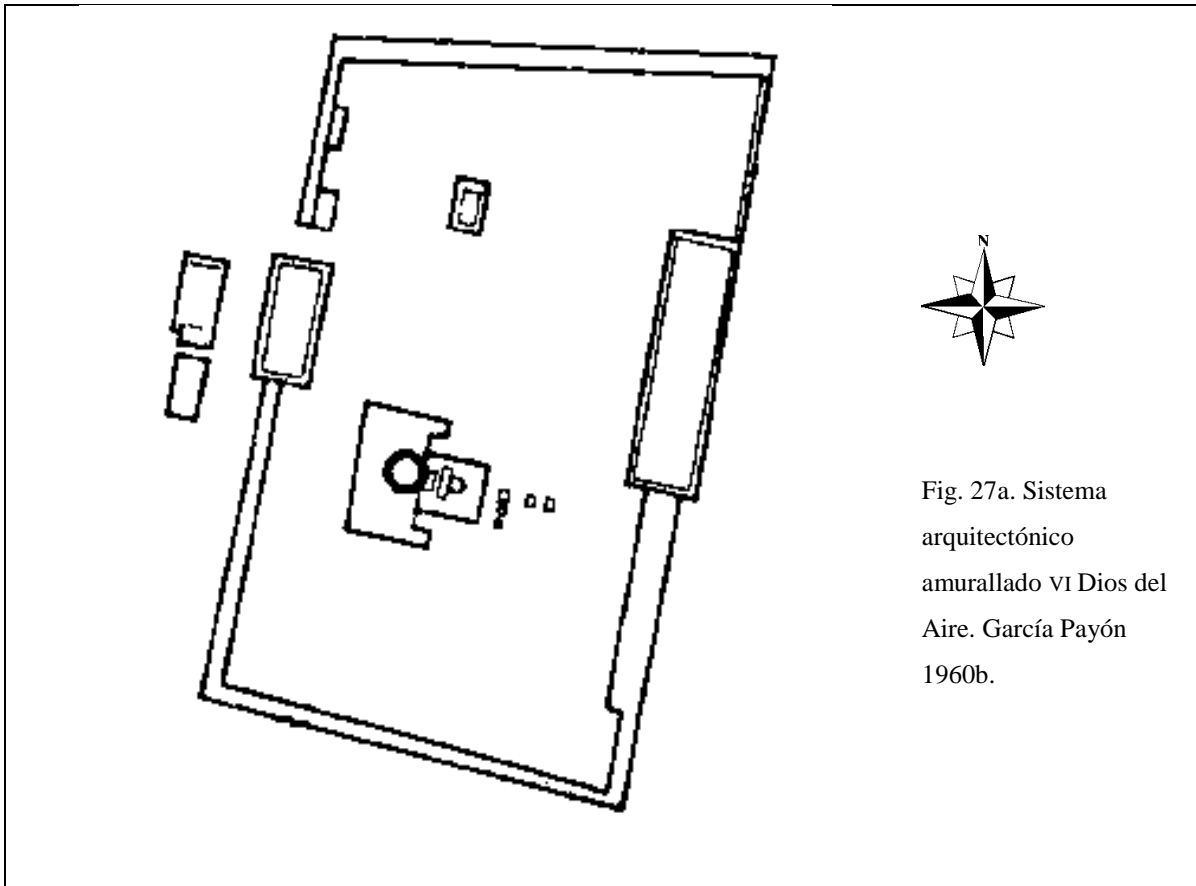 N
Fig. 27a. Sistema
arquitectónico
amurallado VI Dios del
Aire. García Payón
1960b.